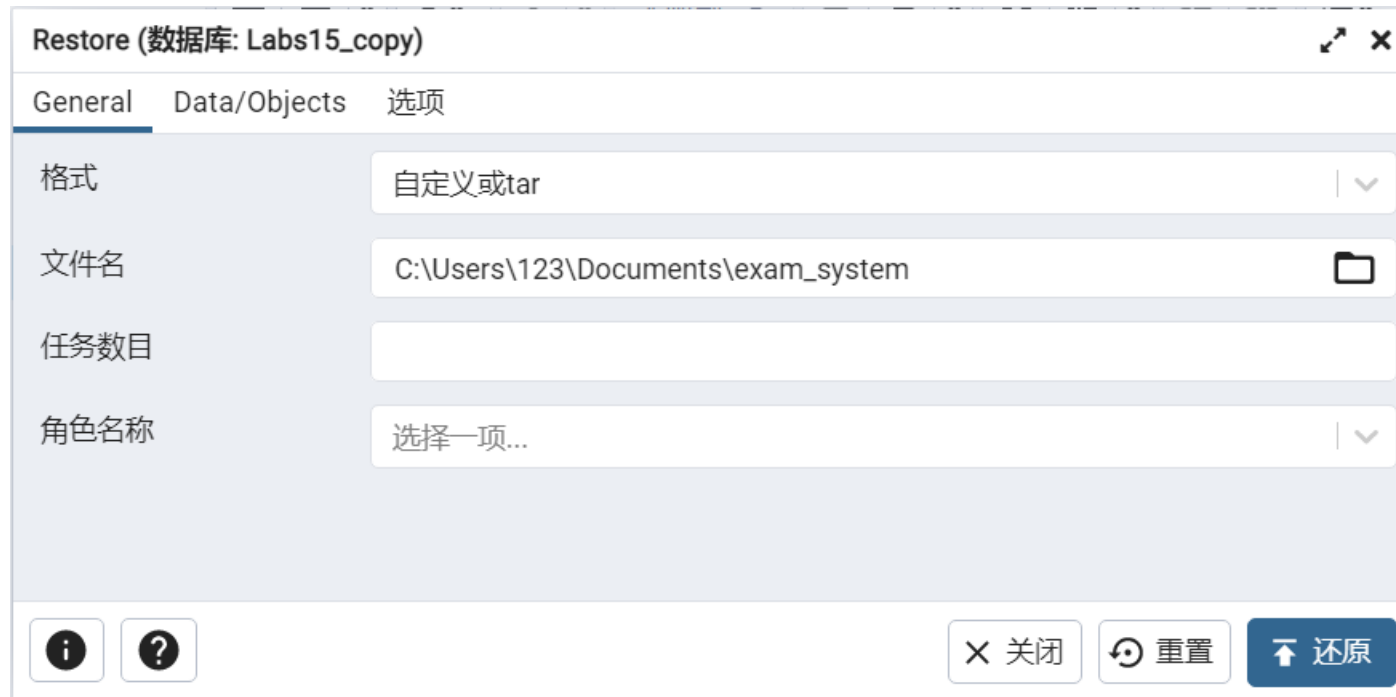 Restore (数据库: Labs15_copy)
General Data/Objects 选项
格式 自定义或tar
文件名 C:\Users\123\Documents\exam_system
任务数目
角色名称 选择一项...
关闭 重置 还原